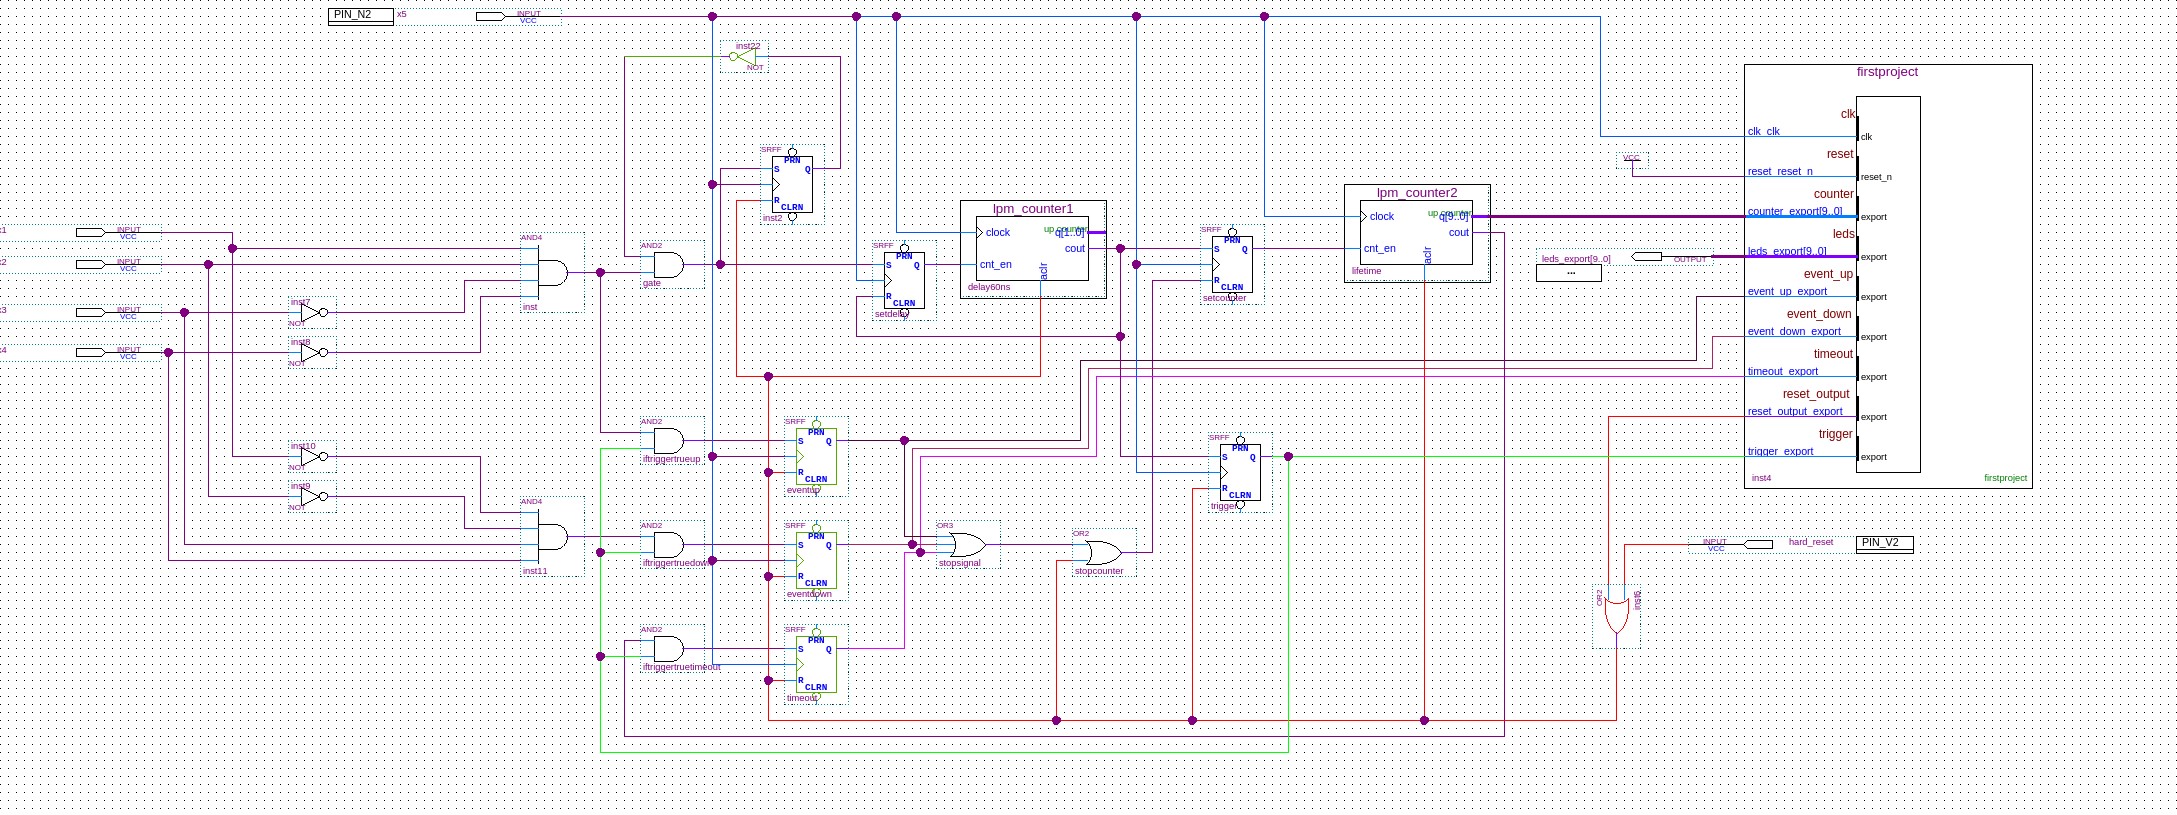 PIN_N2 x5 INPUT VCC
inst22
NOT
firstproject
clk
clk_clk clk
reset
VCC reset_reset_n reset_n
counter
counter_export[9..0] export
leds
leds_export[9..0] OUTPUT leds_export[9..0] export
...
event_up
event_up_export export
event_down
event_down_export export
timeout
timeout_export export
reset_output
reset_output_export export
trigger
trigger_export export
inst4 firstproject
SRFF
PRN
S Q
R
CLRN
inst2
lpm_counter1
up counter
clock q[1..0]
cout
cnt_en
aclr
delay60ns
lpm_counter2
up counter
clock q[9..0]
cout
cnt_en
aclr
lifetime
SRFF
PRN
S Q
R
CLRN
setdelay
SRFF
PRN
S Q
R
CLRN
setcounter
x1 INPUT VCC
x2 INPUT VCC
x3 INPUT VCC
x4 INPUT VCC
inst7
NOT
inst8
NOT
AND4
inst
AND2
gate
inst10
NOT
inst9
NOT
AND4
inst11
AND2
iftriggertrueup
SRFF
PRN
S Q
R
CLRN
eventup
AND2
iftriggertruedown
SRFF
PRN
S Q
R
CLRN
eventdown
AND2
iftriggertruetimeout
SRFF
PRN
S Q
R
CLRN
timeout
OR3
stopsignal
OR2
stopcounter
SRFF
PRN
S Q
R
CLRN
trigger
INPUT VCC hard_reset PIN_V2
OR2
inst6